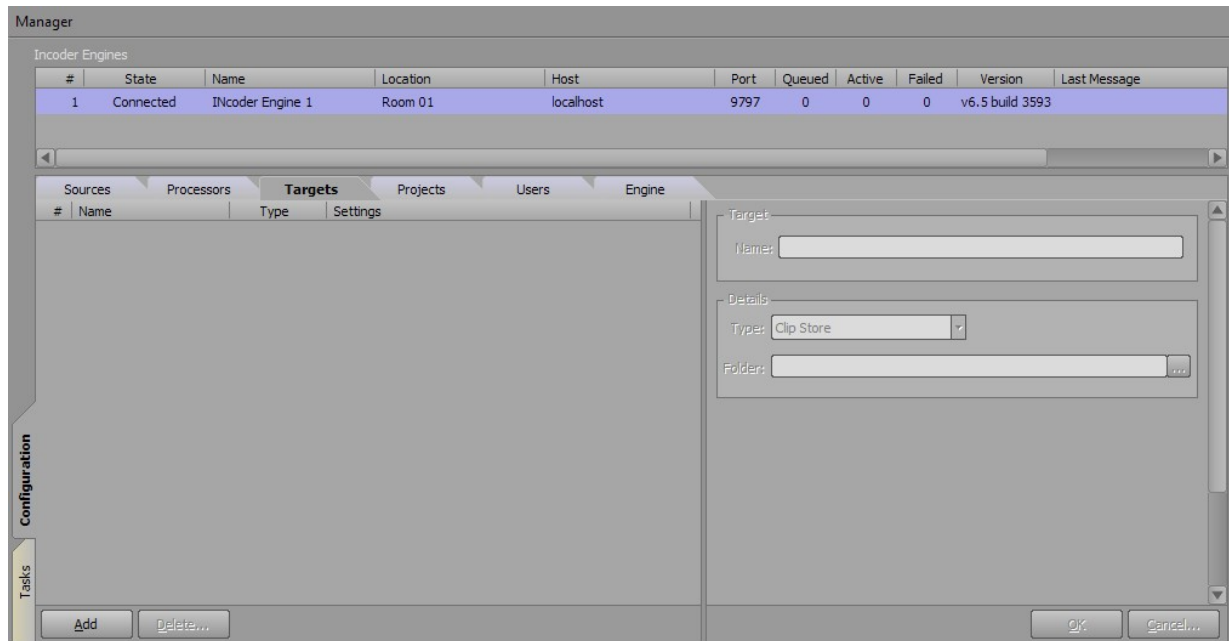 Manager
Incoder Engines
# State Name Location Host Port Queued Active Failed Version Last Message
1 Connected INcoder Engine 1 Room 01 localhost 9797 0 0 0 v6.5 build 3593
Sources Processors Targets Projects Users Engine
# Name Type Settings
Target
Name:
Details
Type: Clip Store
Folder: ...
Configuration
Tasks
Add Delete... OK Cancel...